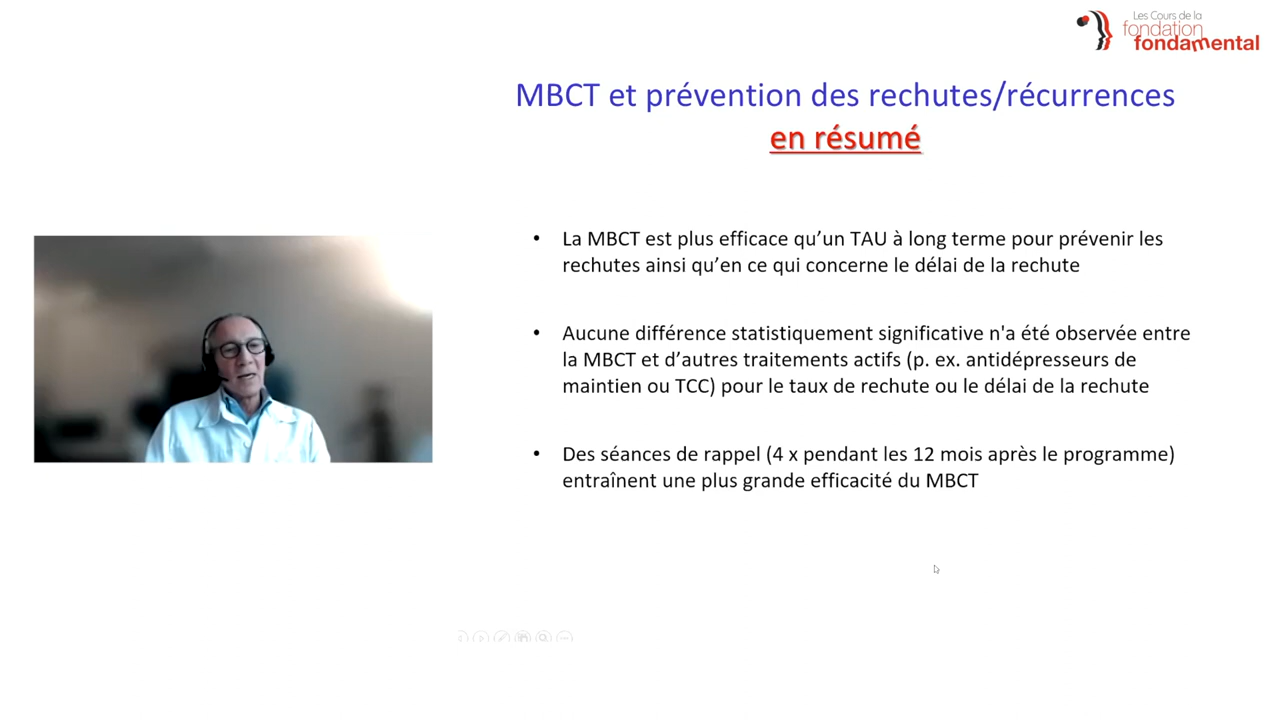 Les Cours de la
fondation
fondamental
MBCT et prévention des rechutes/récurrences
en résumé
• La MBCT est plus efficace qu’un TAU à long terme pour prévenir les
rechutes ainsi qu’en ce qui concerne le délai de la rechute
• Aucune différence statistiquement significative n'a été observée entre
la MBCT et d’autres traitements actifs (p. ex. antidépresseurs de
maintien ou TCC) pour le taux de rechute ou le délai de la rechute
• Des séances de rappel (4 x pendant les 12 mois après le programme)
entraînent une plus grande efficacité du MBCT